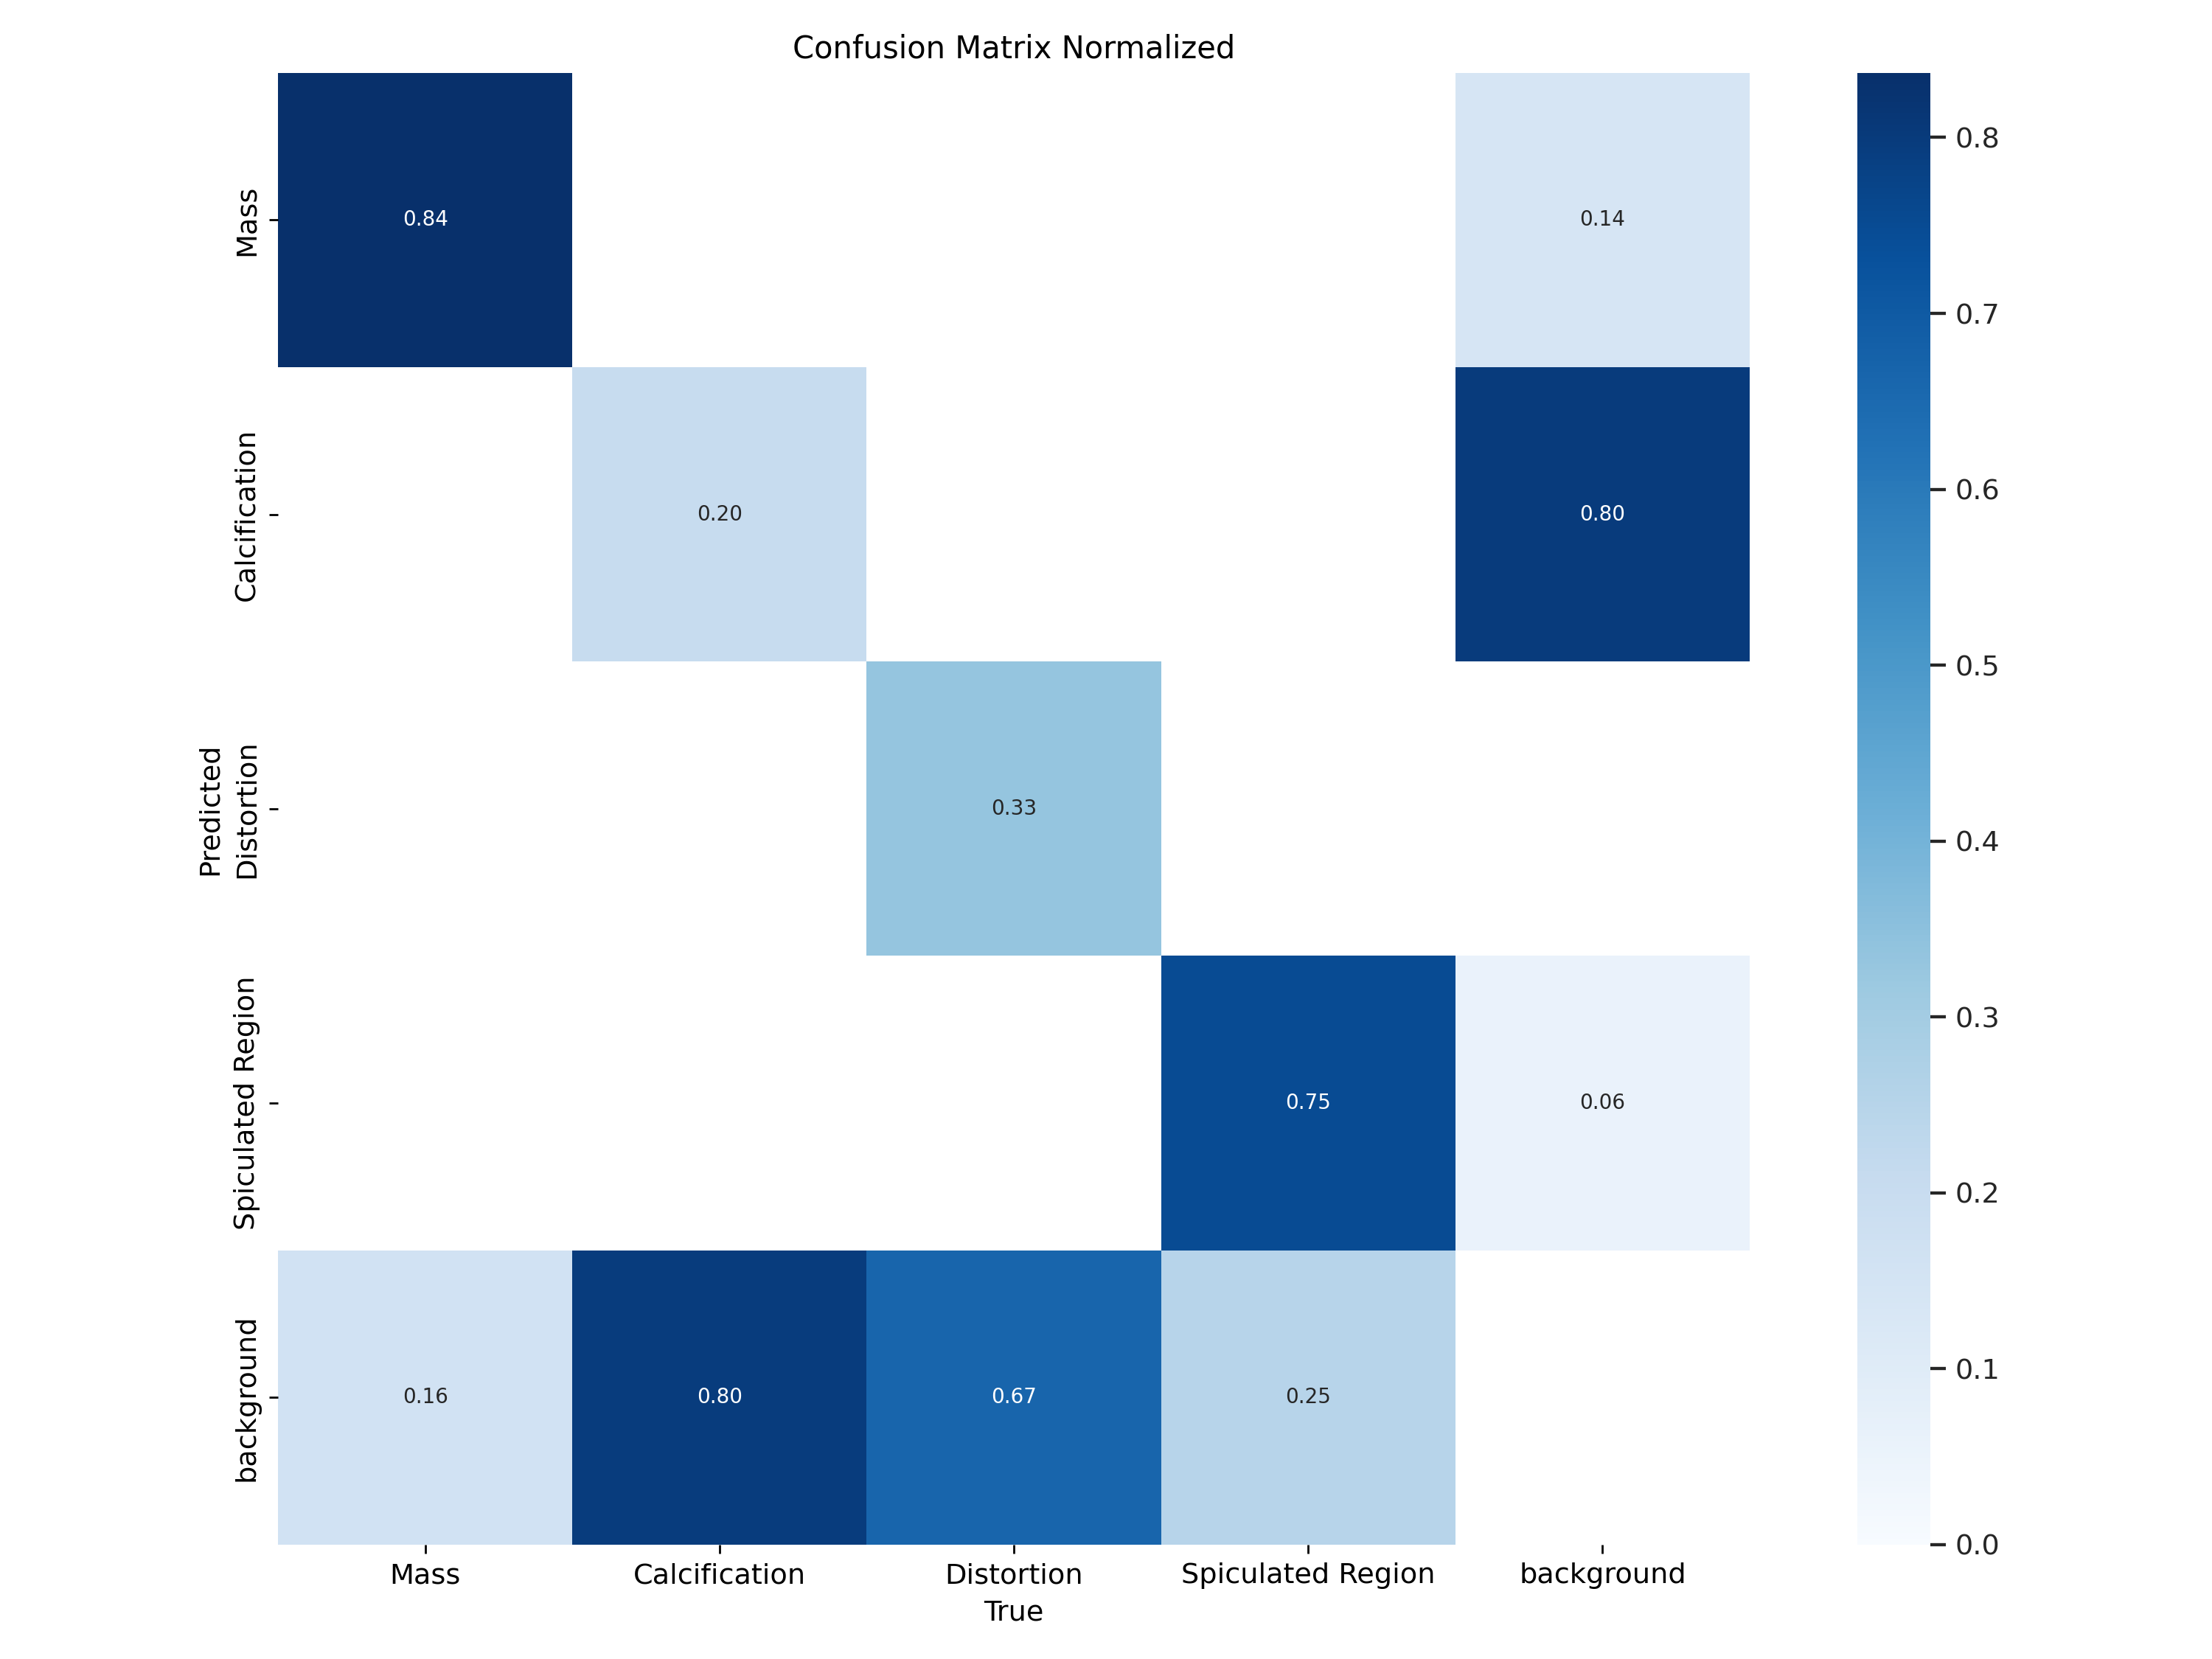 Confusion Matrix Normalized
Mass
0.84
0.14
0.8
0.7
Calcification
0.20
0.80
0.6
0.5
Predicted
Distortion
0.33
0.4
0.3
Spiculated Region
0.75
0.06
0.2
0.1
background
0.16
0.80
0.67
0.25
0.0
Mass
Calcification
Distortion
Spiculated Region
background
True